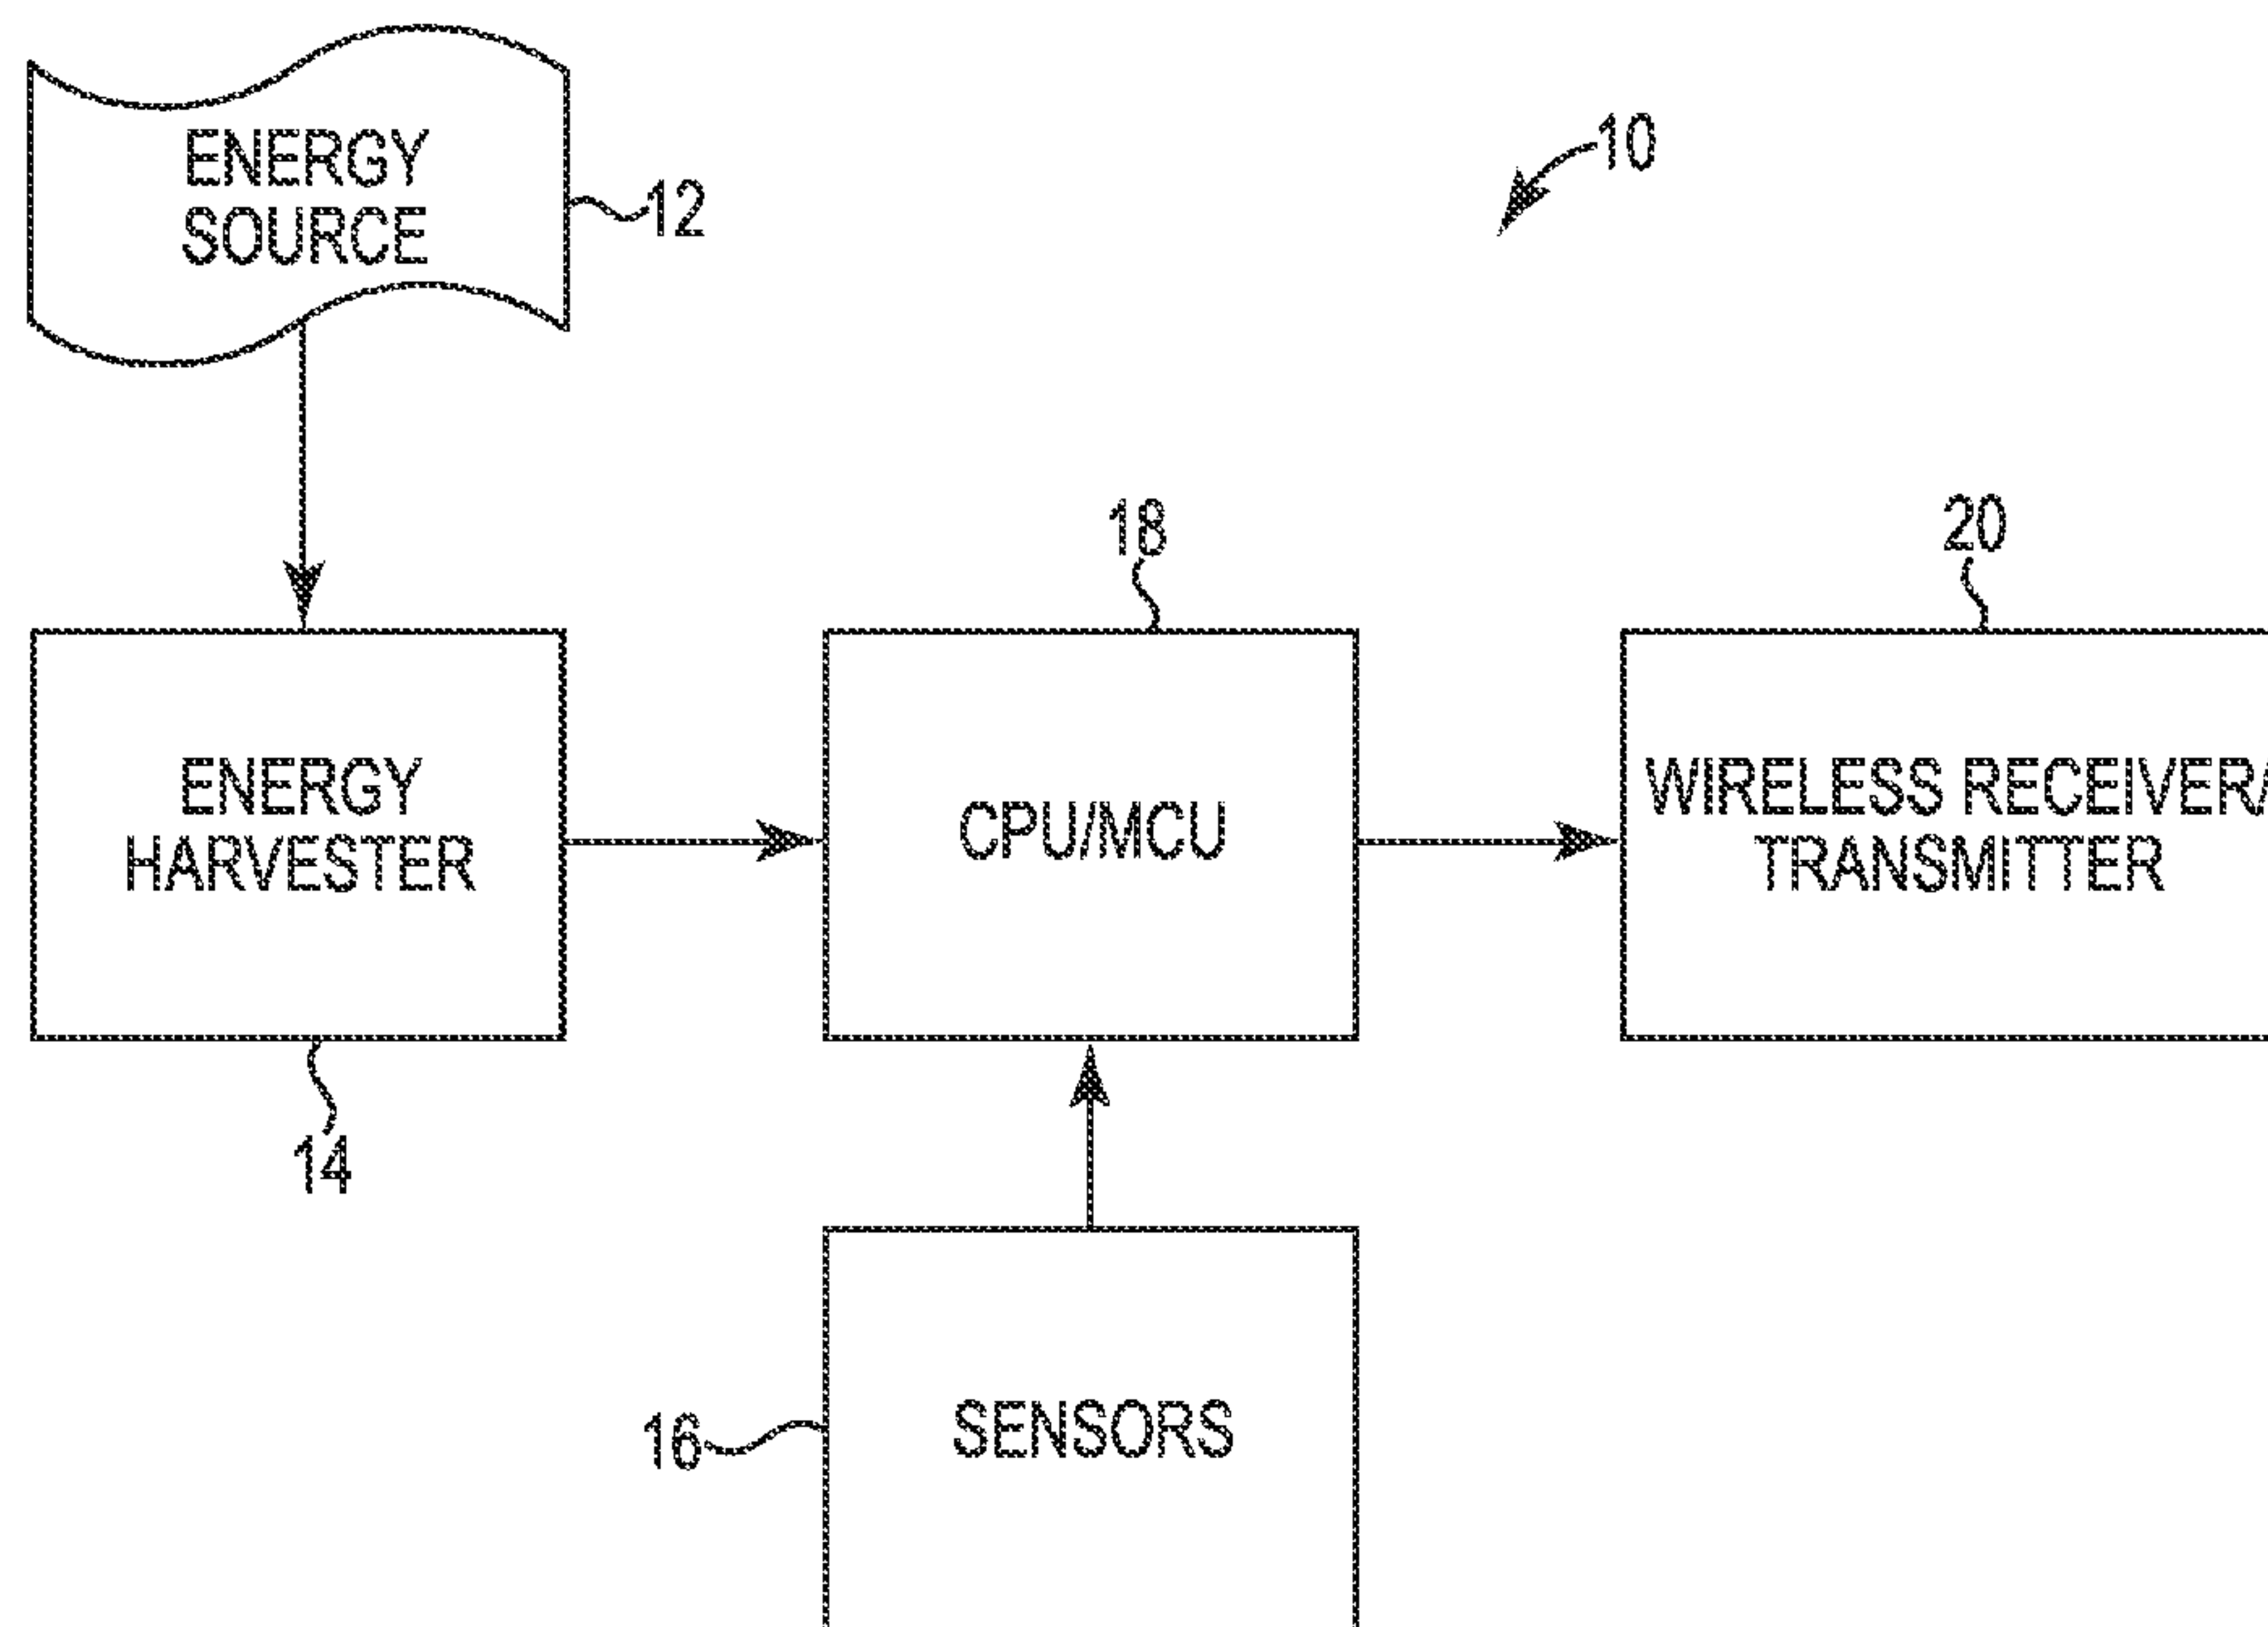 ENERGY
SOURCE
12
10
18
20
ENERGY
HARVESTER
CPU/MCU
WIRELESS RECEIVER/
TRANSMITTER
14
16
SENSORS